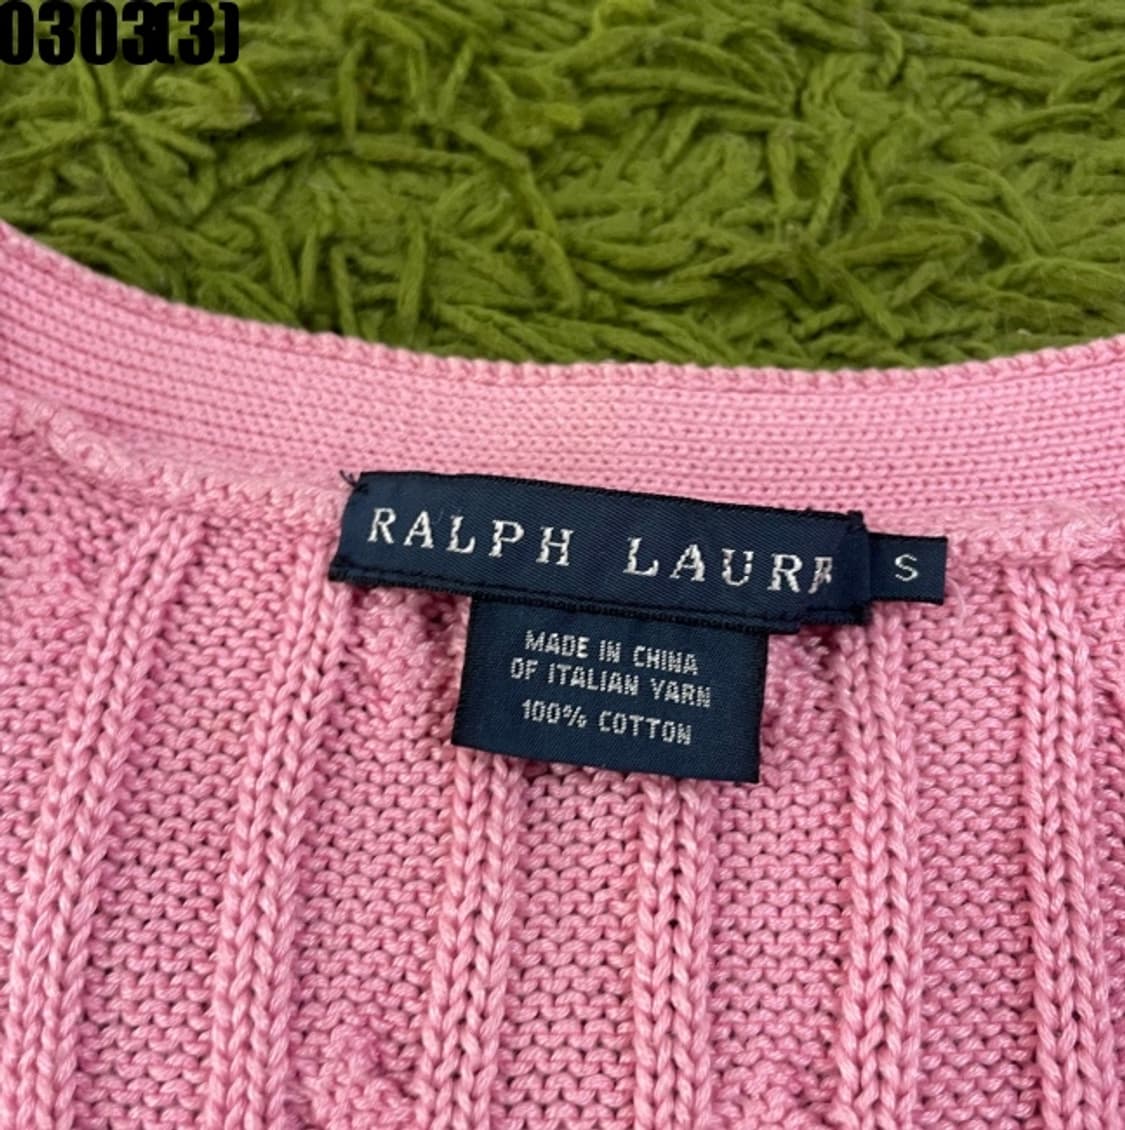 0303(3)
RALPH LAUR
S
MADE IN CHINA
OF ITALIAN YARN
100% COTTON